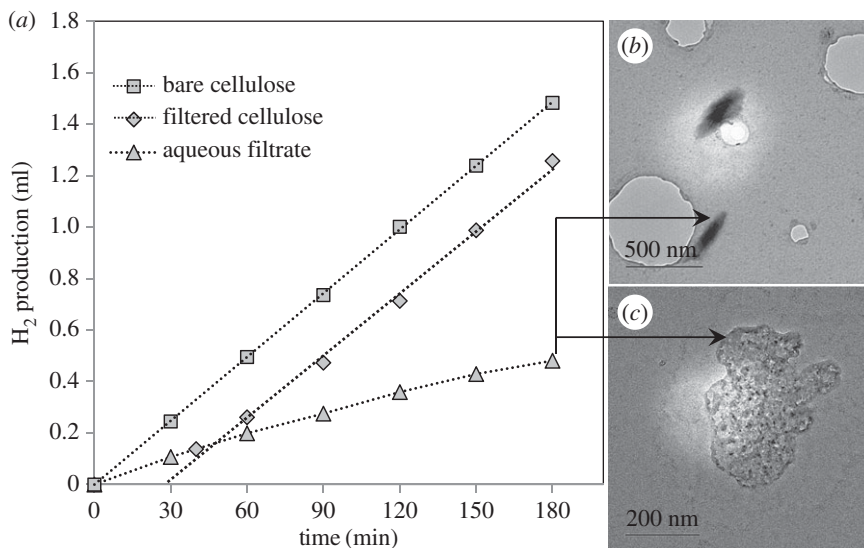 (a)
1.8
1.6
1.4
1.2
1.0
0.8
0.6
0.4
0.2
0
H2 production (ml)
bare cellulose
filtered cellulose
aqueous filtrate
0 30 60 90 120 150 180
time (min)
(b)
500 nm
(c)
200 nm